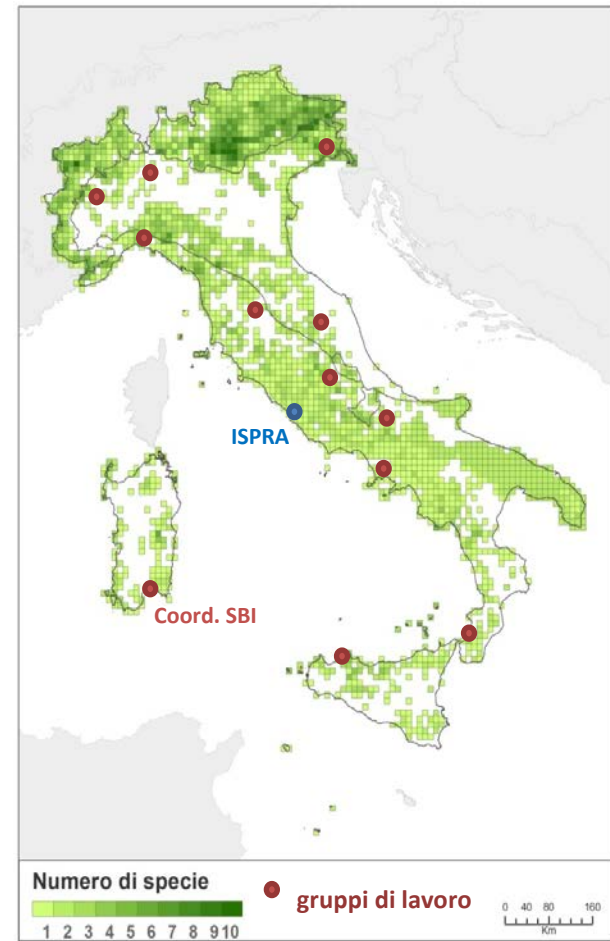 ISPRA
Coord. SBI
Numero di specie
1 2 3 4 5 6 7 8 9 10
gruppi di lavoro
0 40 80 160
Km